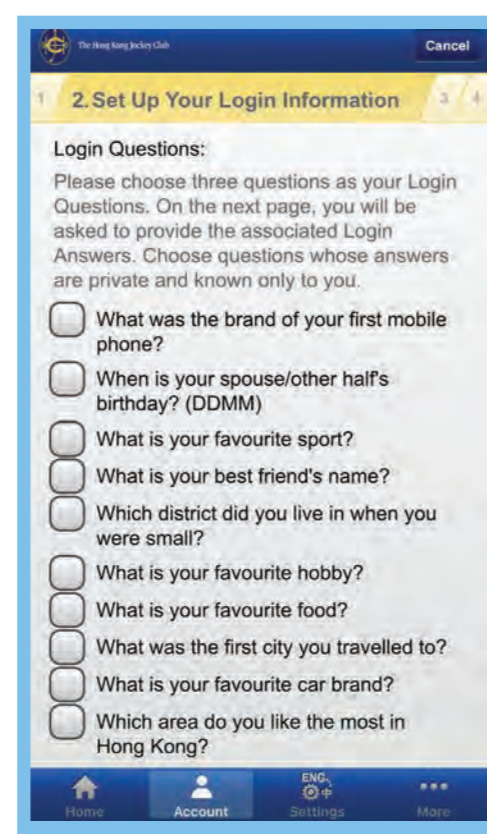 The Hong Kong Jockey Club
Cancel
1 2. Set Up Your Login Information 3 4
Login Questions:
Please choose three questions as your Login
Questions. On the next page, you will be
asked to provide the associated Login
Answers. Choose questions whose answers
are private and known only to you.
What was the brand of your first mobile
phone?
When is your spouse/other half's
birthday? (DDMM)
What is your favourite sport?
What is your best friend's name?
Which district did you live in when you
were small?
What is your favourite hobby?
What is your favourite food?
What was the first city you travelled to?
What is your favourite car brand?
Which area do you like the most in
Hong Kong?
ENG
中
Home Account Settings More